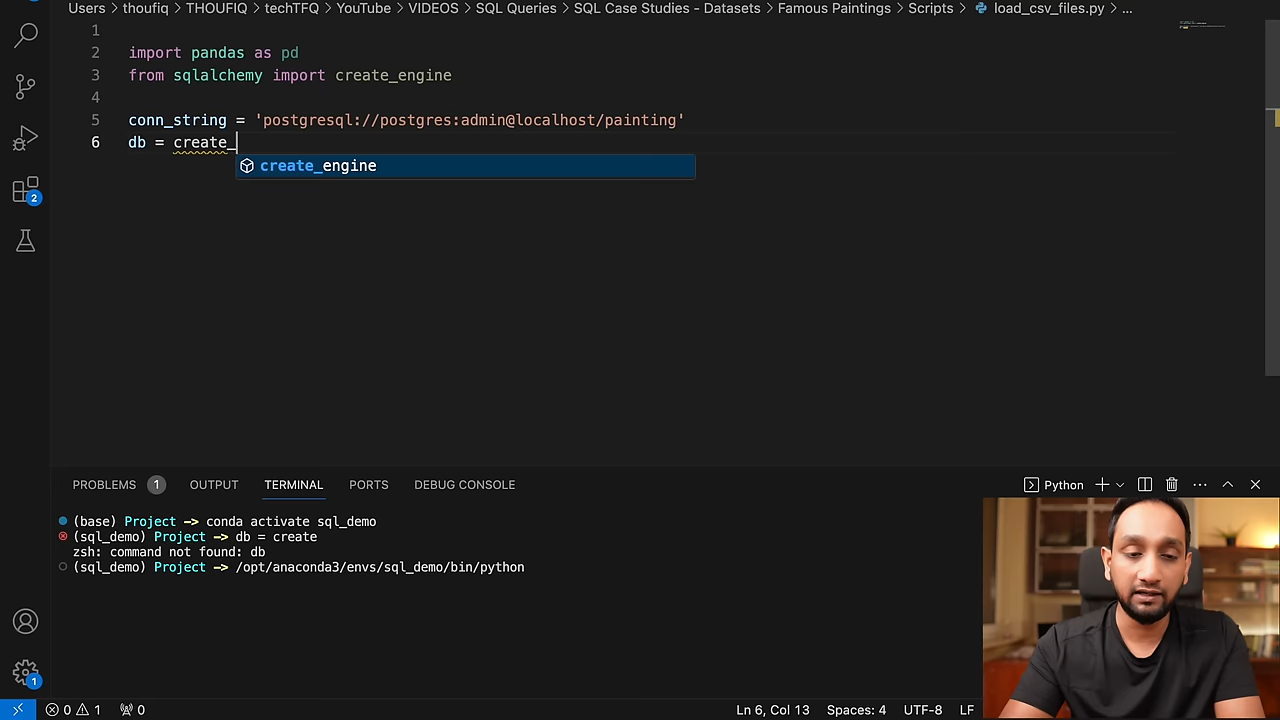 Users > thoufiq > THOUFIQ > techTFQ > YouTube > VIDEOS > SQL Queries > SQL Case Studies - Datasets > Famous Paintings > Scripts > load_csv_files.py > ...
1
2 import pandas as pd
3 from sqlalchemy import create_engine
4
5 conn_string = 'postgresql://postgres:admin@localhost/painting'
6 db = create_
create_engine
2
PROBLEMS 1 OUTPUT TERMINAL PORTS DEBUG CONSOLE Python
(base) Project -> conda activate sql_demo
(sql_demo) Project -> db = create
zsh: command not found: db
(sql_demo) Project -> /opt/anaconda3/envs/sql_demo/bin/python
1
0 1 0 Ln 6, Col 13 Spaces: 4 UTF-8 LF